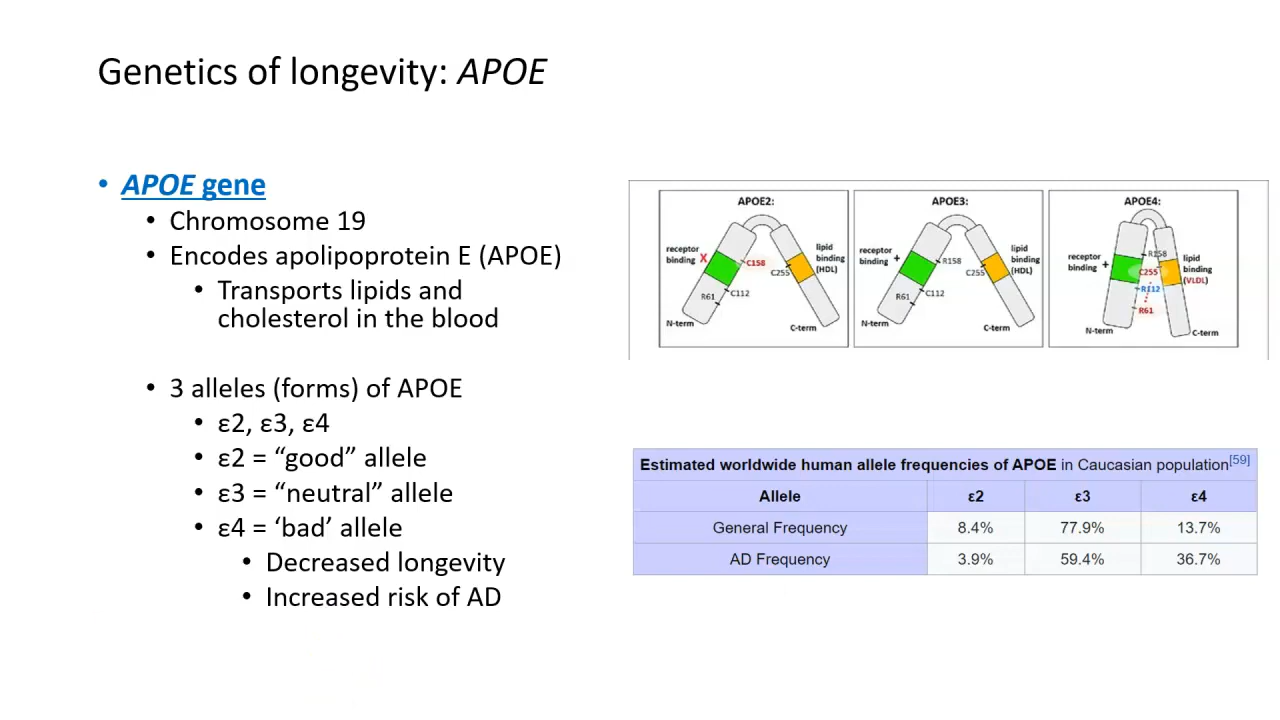 Genetics of longevity: APOE
• APOE gene
• Chromosome 19
• Encodes apolipoprotein E (APOE)
• Transports lipids and
cholesterol in the blood
• 3 alleles (forms) of APOE
• ε2, ε3, ε4
• ε2 = “good” allele
• ε3 = “neutral” allele
• ε4 = ‘bad’ allele
• Decreased longevity
• Increased risk of AD
APOE2:
receptor
binding X
C158
lipid
binding
(HDL)
C255
R61
C112
N-term
C-term
APOE3:
receptor
binding +
R158
lipid
binding
(HDL)
C255
R61
C112
N-term
C-term
APOE4:
receptor
binding +
R158
C255
lipid
binding
(VLDL)
R112
R61
N-term
C-term
Estimated worldwide human allele frequencies of APOE in Caucasian population[59]
Allele ε2 ε3 ε4
General Frequency 8.4% 77.9% 13.7%
AD Frequency 3.9% 59.4% 36.7%